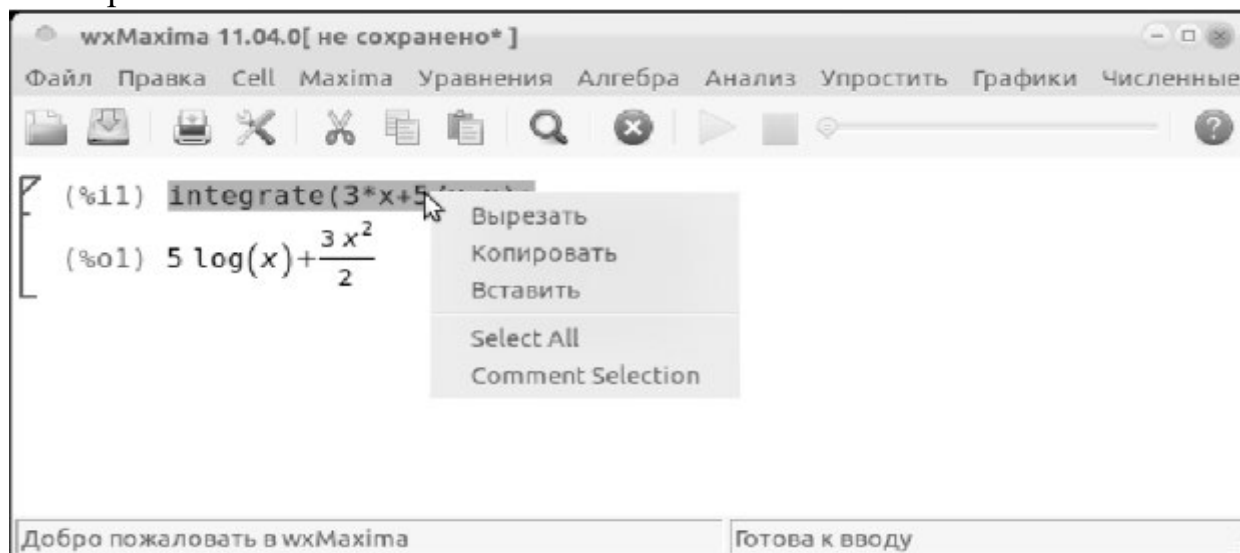 wxMaxima 11.04.0[ не сохранено* ]
Файл Правка Cell Maxima Уравнения Алгебра Анализ Упростить Графики Численные
(%i1) integrate(3*x+5
(%o1) 5 log(x)+3 x²/2
Вырезать
Копировать
Вставить
Select All
Comment Selection
Добро пожаловать в wxMaxima
Готова к вводу